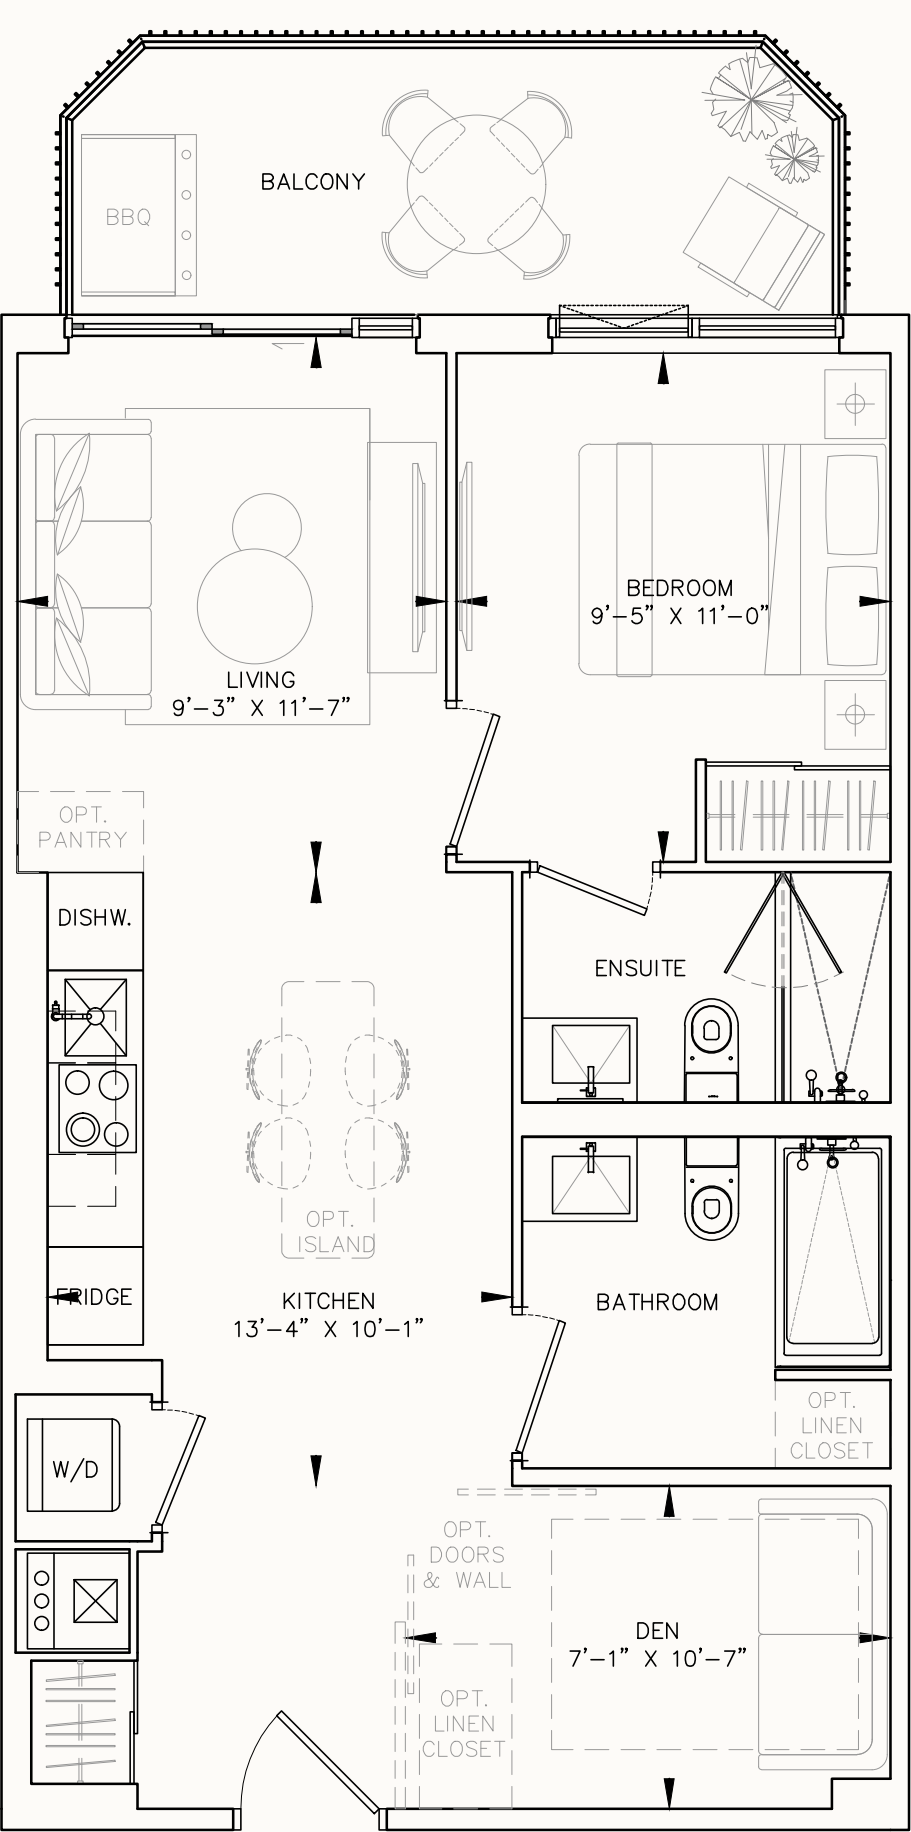 BALCONY
BBQ
BEDROOM
9'-5" X 11'-0"
LIVING
9'-3" X 11'-7"
OPT.
PANTRY
DISHW.
ENSUITE
OPT.
ISLAND
FRIDGE
KITCHEN
13'-4" X 10'-1"
BATHROOM
OPT.
LINEN
CLOSET
W/D
OPT.
DOORS
& WALL
DEN
7'-1" X 10'-7"
OPT.
LINEN
CLOSET